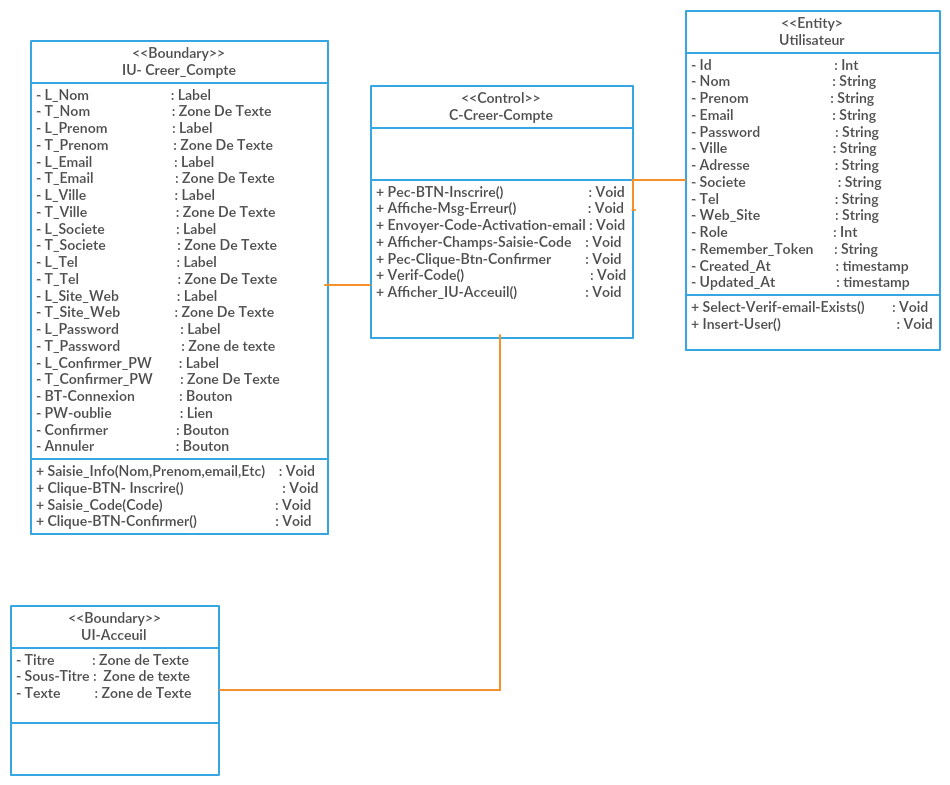 <<Boundary>>
IU- Creer_Compte
- L_Nom : Label
- T_Nom : Zone De Texte
- L_Prenom : Label
- T_Prenom : Zone De Texte
- L_Email : Label
- T_Email : Zone De Texte
- L_Ville : Label
- T_Ville : Zone De Texte
- L_Societe : Label
- T_Societe : Zone De Texte
- L_Tel : Label
- T_Tel : Zone De Texte
- L_Site_Web : Label
- T_Site_Web : Zone De Texte
- L_Password : Label
- T_Password : Zone de texte
- L_Confirmer_PW : Label
- T_Confirmer_PW : Zone De Texte
- BT-Connexion : Bouton
- PW-oublie : Lien
- Confirmer : Bouton
- Annuler : Bouton
+ Saisie_Info(Nom,Prenom,email,Etc) : Void
+ Clique-BTN- Inscrire() : Void
+ Saisie_Code(Code) : Void
+ Clique-BTN-Confirmer() : Void
<<Control>>
C-Creer-Compte
+ Pec-BTN-Inscrire() : Void
+ Affiche-Msg-Erreur() : Void
+ Envoyer-Code-Activation-email : Void
+ Afficher-Champs-Saisie-Code : Void
+ Pec-Clique-Btn-Confirmer : Void
+ Verif-Code() : Void
+ Afficher_IU-Acceuil() : Void
<<Entity>
Utilisateur
- Id : Int
- Nom : String
- Prenom : String
- Email : String
- Password : String
- Ville : String
- Adresse : String
- Societe : String
- Tel : String
- Web_Site : String
- Role : Int
- Remember_Token : String
- Created_At : timestamp
- Updated_At : timestamp
+ Select-Verif-email-Exists() : Void
+ Insert-User() : Void
<<Boundary>>
UI-Acceuil
- Titre : Zone de Texte
- Sous-Titre : Zone de texte
- Texte : Zone de Texte